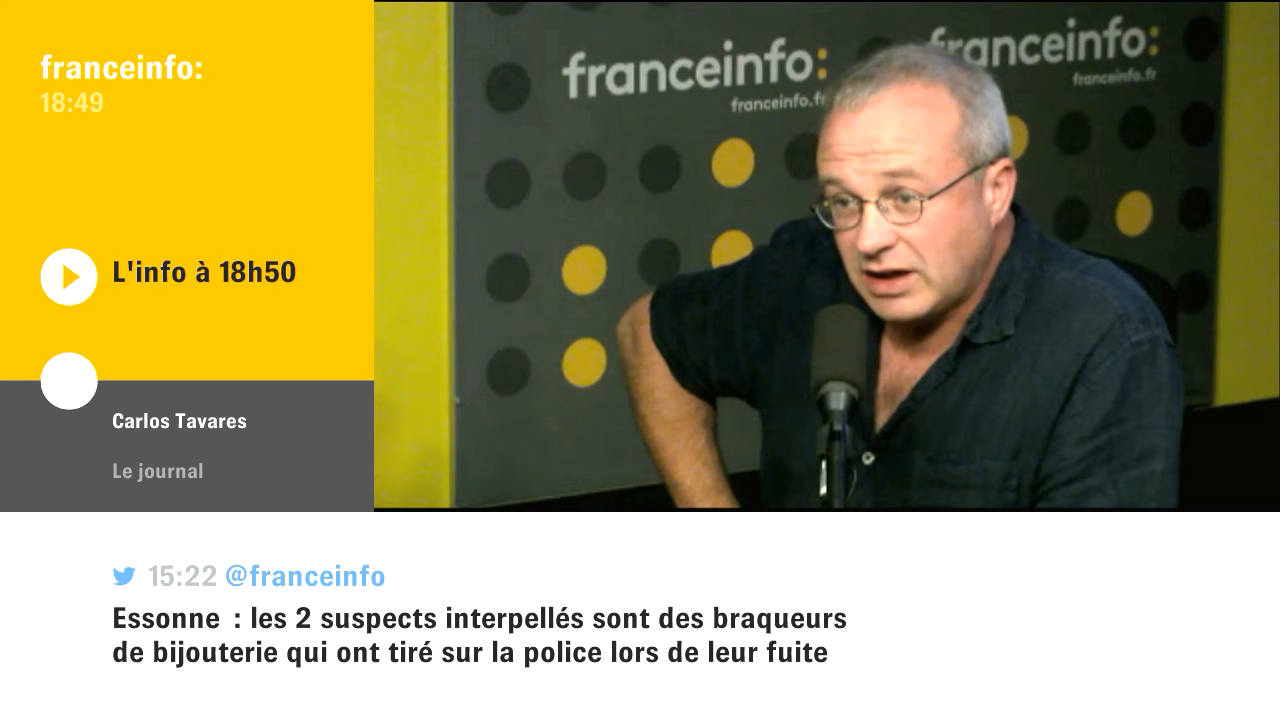 franceinfo:
18:49
L'info à 18h50
Carlos Tavares
Le journal
franceinfo:
franceinfo.fr
franceinfo:
franceinfo.fr
15:22 @franceinfo
Essonne : les 2 suspects interpellés sont des braqueurs
de bijouterie qui ont tiré sur la police lors de leur fuite